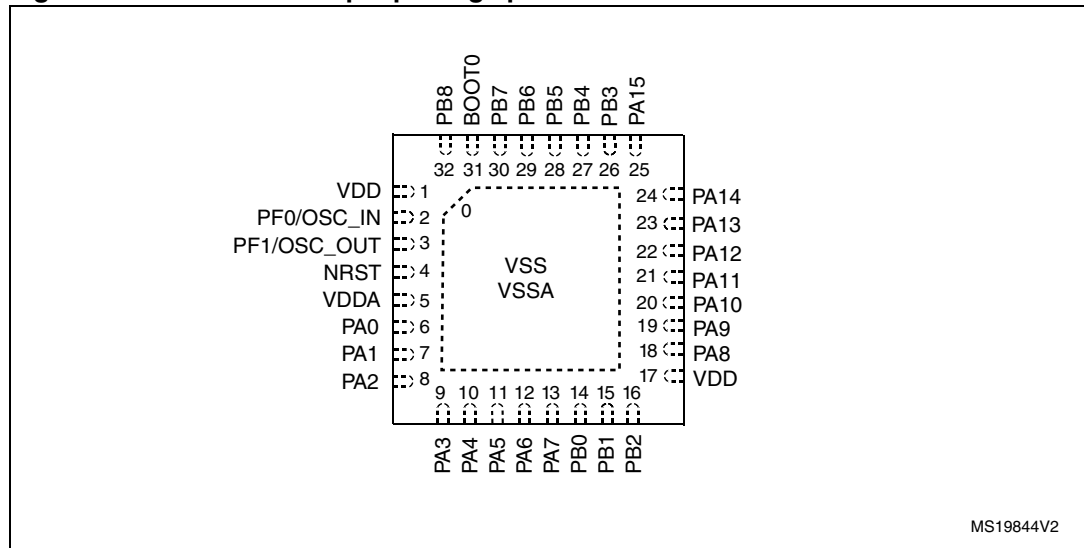 PB8
BOOT0
PB7
PB6
PB5
PB4
PB3
PA15
32 31 30 29 28 27 26 25
VDD 1
PF0/OSC_IN 2
PF1/OSC_OUT 3
NRST 4
VDDA 5
PA0 6
PA1 7
PA2 8
0
VSS
VSSA
24 PA14
23 PA13
22 PA12
21 PA11
20 PA10
19 PA9
18 PA8
17 VDD
9 10 11 12 13 14 15 16
PA3
PA4
PA5
PA6
PA7
PB0
PB1
PB2
MS19844V2